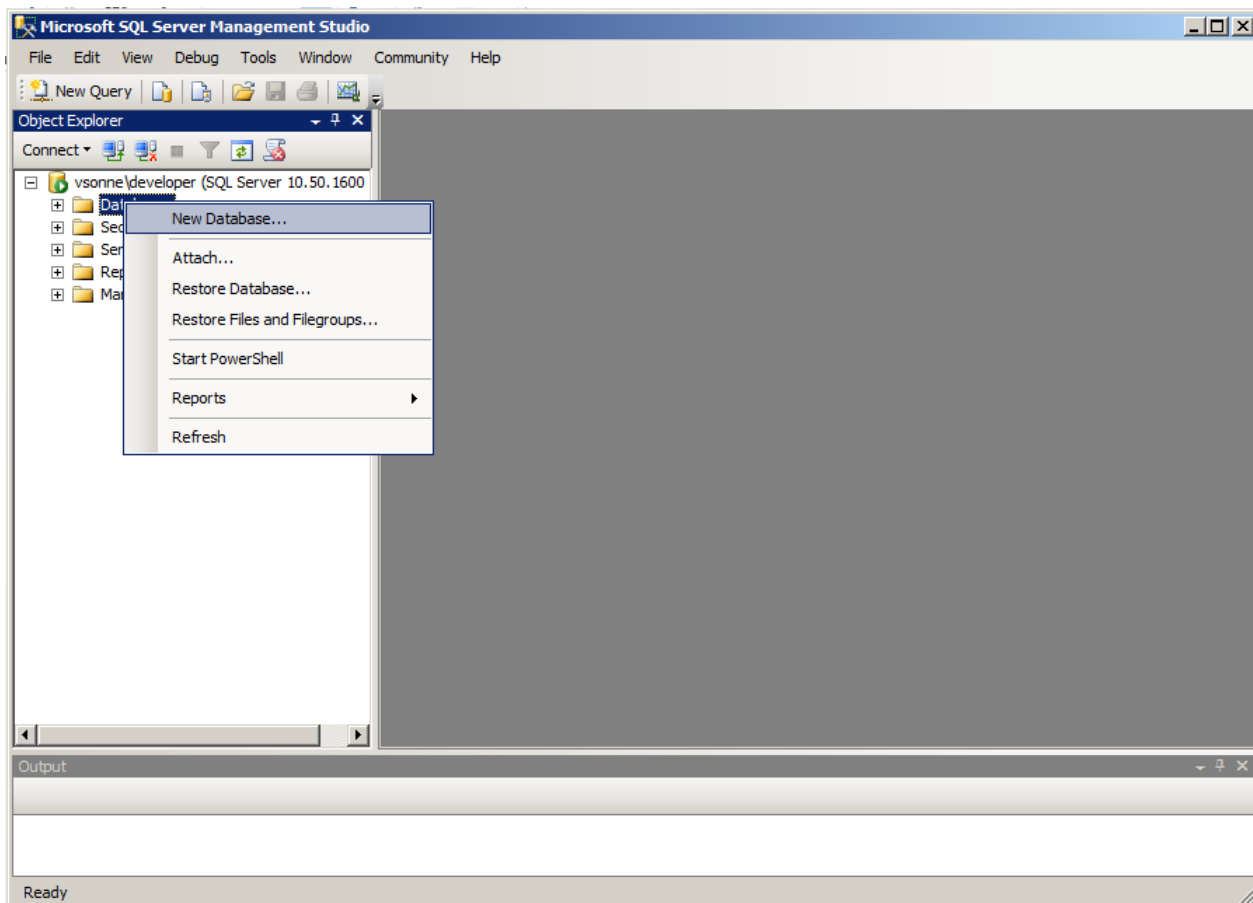 Microsoft SQL Server Management Studio
File Edit View Debug Tools Window Community Help
New Query
Object Explorer
Connect
vsonne\developer (SQL Server 10.50.1600
New Database...
Attach...
Restore Database...
Restore Files and Filegroups...
Start PowerShell
Reports
Refresh
Output
Ready